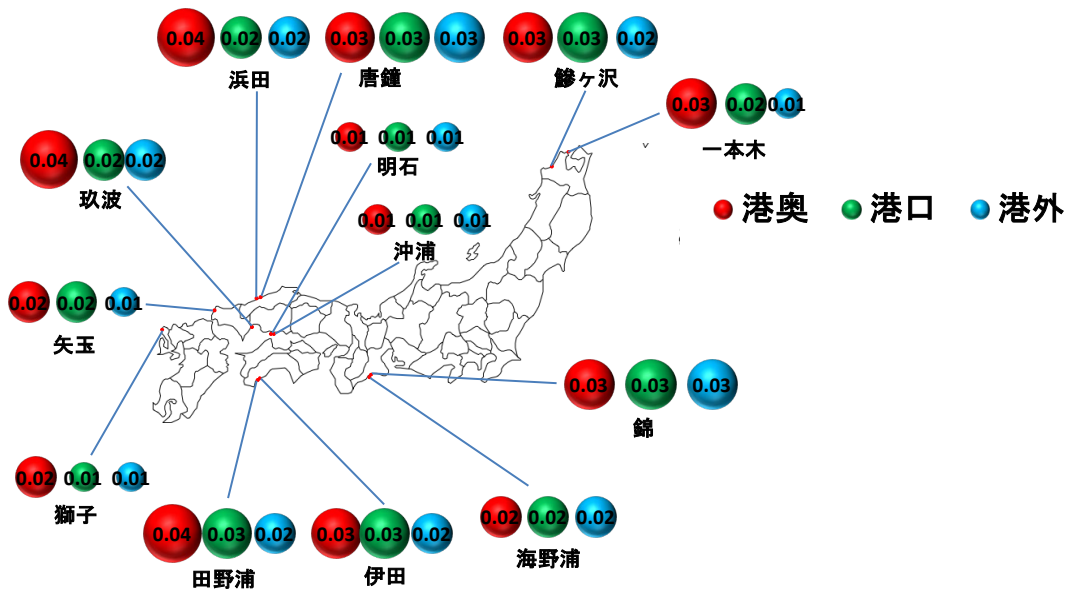 0.04 0.02 0.02
浜田
0.03 0.03 0.03
唐鐘
0.03 0.03 0.02
鰺ヶ沢
0.03 0.02 0.01
一本木
0.04 0.02 0.02
玖波
0.01 0.01 0.01
明石
0.01 0.01 0.01
沖浦
港奥 港口 港外
0.02 0.02 0.01
矢玉
0.03 0.03 0.03
錦
0.02 0.01 0.01
獅子
0.04 0.03 0.02
田野浦
0.03 0.03 0.02
伊田
0.02 0.02 0.02
海野浦